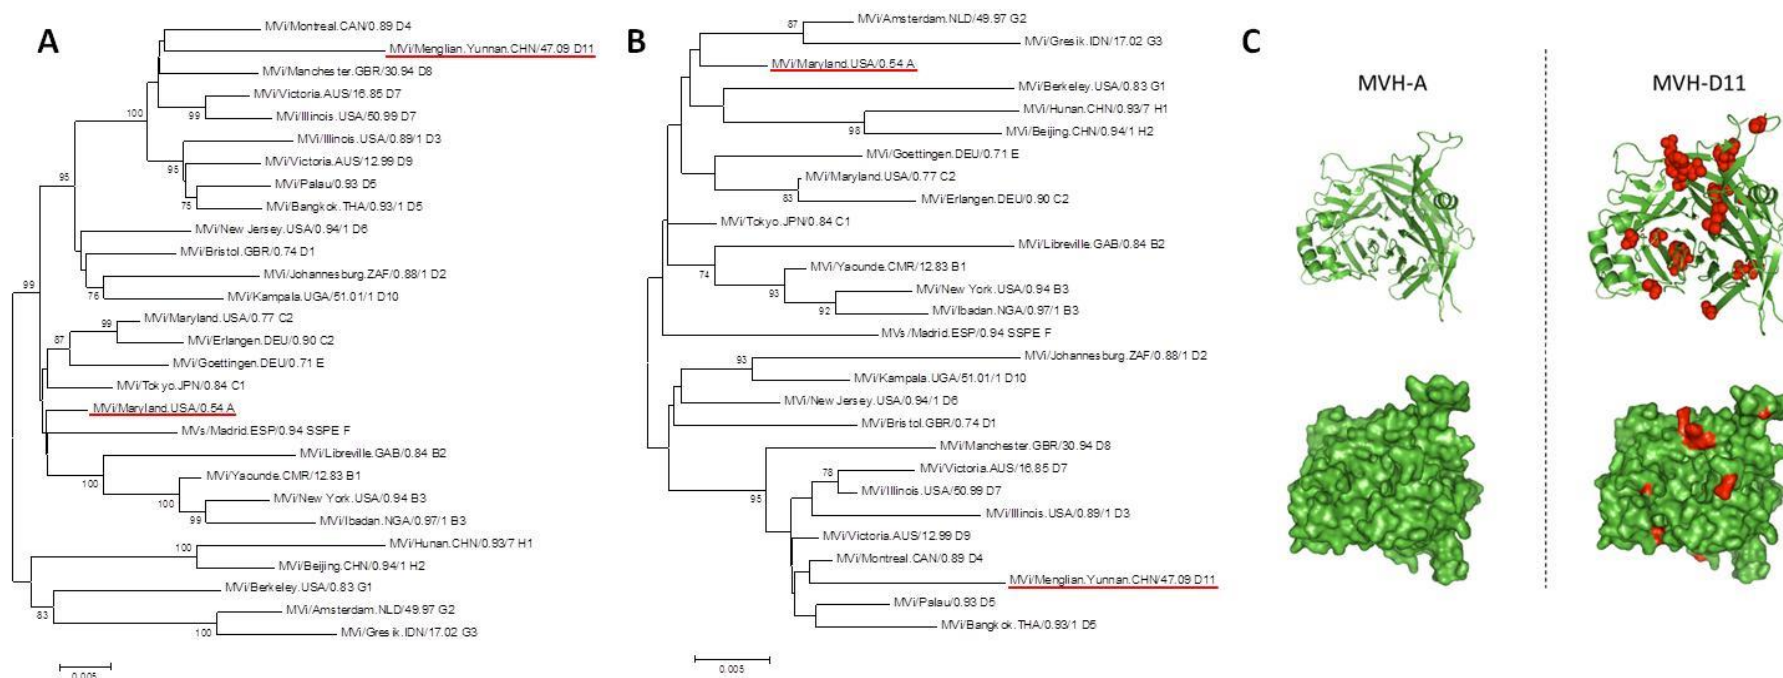 A
MVi/Montreal.CAN/0.89 D4
MVi/Menglian.Yunnan.CHN/47.09 D11
MVi/Manchester.GBR/30.94 D8
MVi/Victoria.AUS/16.85 D7
100
99
MVi/Illinois.USA/50.99 D7
MVi/Illinois.USA/0.89/1 D3
MVi/Victoria.AUS/12.99 D9
95
95
MVi/Palau/0.93 D5
75
MVi/Bangkok.THA/0.93/1 D5
MVi/New Jersey.USA/0.94/1 D6
MVi/Bristol.GBR/0.74 D1
MVi/Johannesburg.ZAF/0.88/1 D2
99
76
MVi/Kampala.UGA/51.01/1 D10
MVi/Maryland.USA/0.77 C2
99
87
MVi/Erlangen.DEU/0.90 C2
MVi/Goettingen.DEU/0.71 E
MVi/Tokyo.JPN/0.84 C1
MVi/Maryland.USA/0.54 A
MVs/Madrid.ESP/0.94 SSPE F
MVi/Libreville.GAB/0.84 B2
MVi/Yaounde.CMR/12.83 B1
100
100
MVi/New York.USA/0.94 B3
99
MVi/Ibadan.NGA/0.97/1 B3
MVi/Hunan.CHN/0.93/7 H1
100
MVi/Beijing.CHN/0.94/1 H2
MVi/Berkeley.USA/0.83 G1
MVi/Amsterdam.NLD/49.97 G2
83
100
MVi/Gresik.IDN/17.02 G3
0.005
B
MVi/Amsterdam.NLD/49.97 G2
87
MVi/Gresik.IDN/17.02 G3
MVi/Maryland.USA/0.54 A
MVi/Berkeley.USA/0.83 G1
MVi/Hunan.CHN/0.93/7 H1
98
MVi/Beijing.CHN/0.94/1 H2
MVi/Goettingen.DEU/0.71 E
MVi/Maryland.USA/0.77 C2
83
MVi/Erlangen.DEU/0.90 C2
MVi/Tokyo.JPN/0.84 C1
MVi/Libreville.GAB/0.84 B2
MVi/Yaounde.CMR/12.83 B1
74
93
MVi/New York.USA/0.94 B3
92
MVi/Ibadan.NGA/0.97/1 B3
MVs/Madrid.ESP/0.94 SSPE F
MVi/Johannesburg.ZAF/0.88/1 D2
93
MVi/Kampala.UGA/51.01/1 D10
MVi/New Jersey.USA/0.94/1 D6
MVi/Bristol.GBR/0.74 D1
MVi/Manchester.GBR/30.94 D8
MVi/Victoria.AUS/16.85 D7
78
95
MVi/Illinois.USA/50.99 D7
MVi/Illinois.USA/0.89/1 D3
MVi/Victoria.AUS/12.99 D9
MVi/Montreal.CAN/0.89 D4
MVi/Menglian.Yunnan.CHN/47.09 D11
MVi/Palau/0.93 D5
MVi/Bangkok.THA/0.93/1 D5
0.005
C
MVH-A
MVH-D11